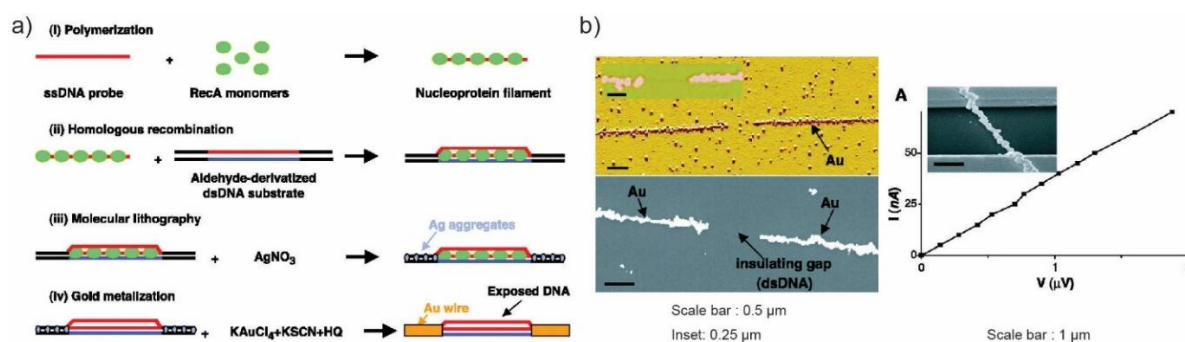 a)
(i) Polymerization
+
ssDNA probe
RecA monomers
Nucleoprotein filament
(ii) Homologous recombination
+
Aldehyde-derivatized
dsDNA substrate
(iii) Molecular lithography
Ag aggregates
+
AgNO3
(iv) Gold metalization
Exposed DNA
Au wire
+
KAuCl4+KSCN+HQ
b)
Au
Au
Au
insulating gap
(dsDNA)
Scale bar : 0.5 µm
Inset: 0.25 µm
A
I (nA)
50
0
0
1
V (µV)
Scale bar : 1 µm